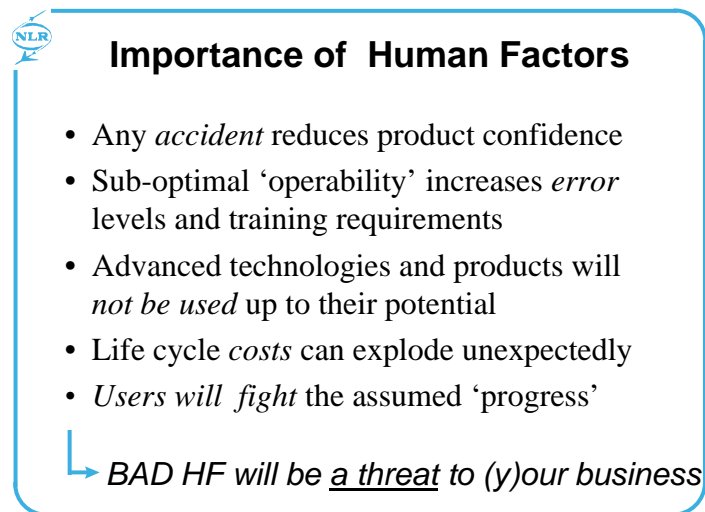 NLR
Importance of Human Factors
• Any accident reduces product confidence
• Sub-optimal ‘operability’ increases error
levels and training requirements
• Advanced technologies and products will
not be used up to their potential
• Life cycle costs can explode unexpectedly
• Users will fight the assumed ‘progress’
BAD HF will be a threat to (y)our business